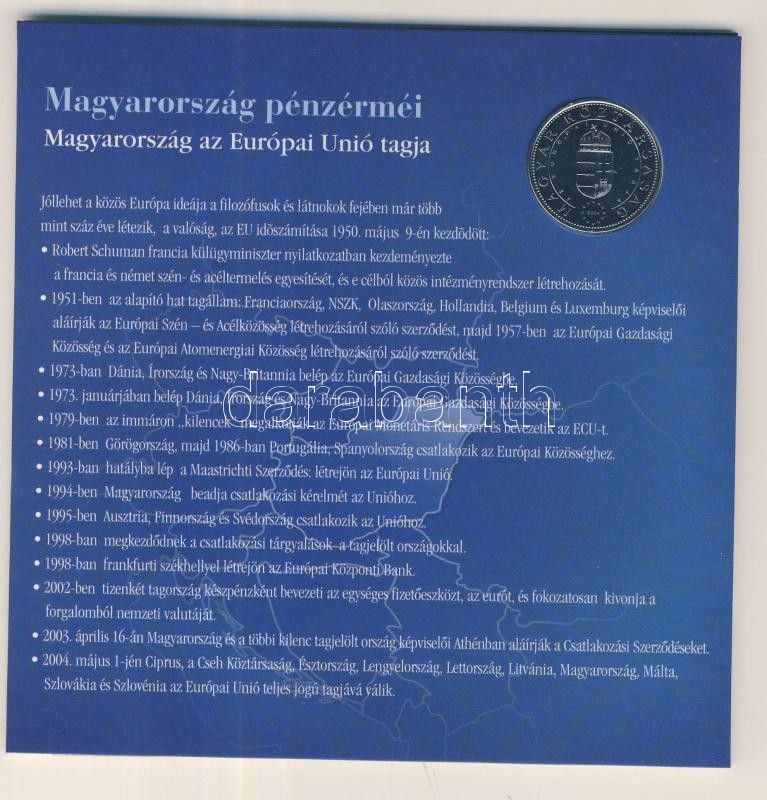 Magyarország pénzérméi
Magyarország az Európai Unió tagja
MAGYAR KÖZTÁRSASÁG
Jóllehet a közös Európa ideája a filozófusok és látnokok fejében már több
mint száz éve létezik, a valóság, az EU időszámítása 1950. május 9-én kezdődött:
• Robert Schuman francia külügyminiszter nyilatkozatban kezdeményezte
a francia és német szén- és acéltermelés egyesítését, és e célból közös intézményrendszer létrehozását.
• 1951-ben az alapító hat tagállam: Franciaország, NSZK, Olaszország, Hollandia, Belgium és Luxemburg képviselői
aláírják az Európai Szén – és Acélközösség létrehozásáról szóló szerződést, majd 1957-ben az Európai Gazdasági
Közösség és az Európai Atomenergiai Közösség létrehozásáról szóló szerződést.
• 1973-ban Dánia, Írország és Nagy-Britannia belép az Európai Gazdasági Közösségbe.
• 1973. januárjában belép Dánia, Írország és Nagy-Britannia az Európai Gazdasági Közösségbe.
• 1979-ben az immáron „kilencek" megalkotják az Európai Monetáris Rendszert és bevezetik az ECU-t.
• 1981-ben Görögország, majd 1986-ban Portugália, Spanyolország csatlakozik az Európai Közösséghez.
• 1993-ban hatályba lép a Maastrichti Szerződés: létrejön az Európai Unió.
• 1994-ben Magyarország beadja csatlakozási kérelmét az Unióhoz.
• 1995-ben Ausztria, Finnország és Svédország csatlakozik az Unióhoz.
• 1998-ban megkezdődnek a csatlakozási tárgyalások a tagjelölt országokkal.
• 1998-ban frankfurti székhellyel létrejön az Európai Központi Bank.
• 2002-ben tizenkét tagország készpénzként bevezeti az egységes fizetőeszközt, az eurót, és fokozatosan kivonja a
forgalomból nemzeti valutáját.
• 2003. április 16-án Magyarország és a többi kilenc tagjelölt ország képviselői Athénban aláírják a Csatlakozási Szerződéseket.
• 2004. május 1-jén Ciprus, a Cseh Köztársaság, Észtország, Lengyelország, Lettország, Litvánia, Magyarország, Málta,
Szlovákia és Szlovénia az Európai Unió teljes jogú tagjává válik.
darabanth